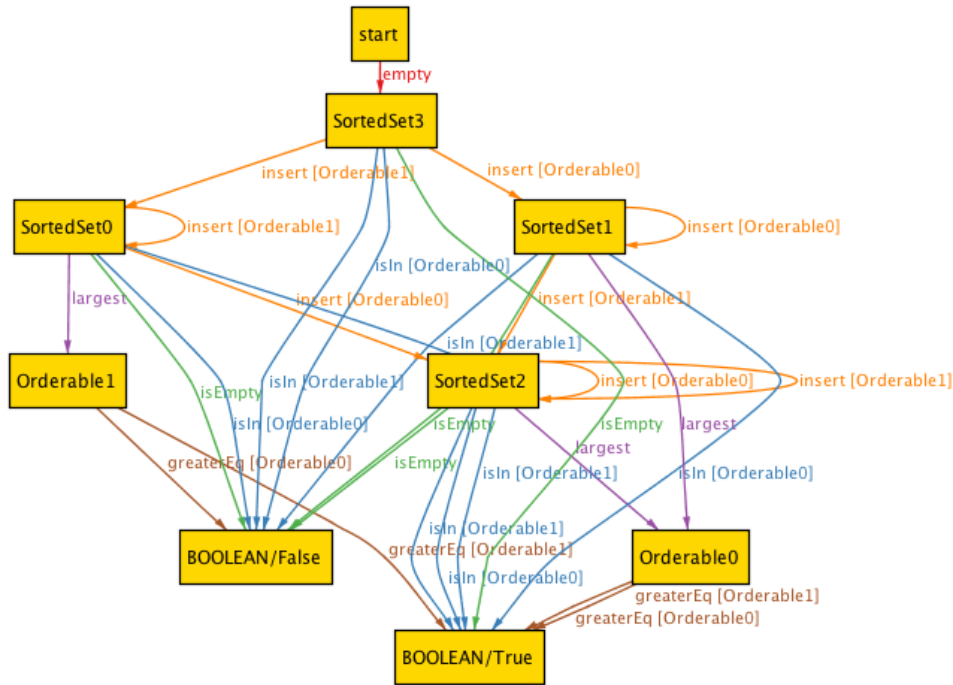 start
empty
SortedSet3
insert [Orderable1]
insert [Orderable0]
SortedSet0
insert [Orderable1]
SortedSet1
insert [Orderable0]
isIn [Orderable0]
largest
insert [Orderable0]
insert [Orderable1]
isIn [Orderable1]
Orderable1
isIn [Orderable1]
SortedSet2
insert [Orderable0]
insert [Orderable1]
isEmpty
isIn [Orderable0]
isEmpty
isEmpty
largest
largest
greaterEq [Orderable0]
isEmpty
isIn [Orderable1]
isIn [Orderable0]
isIn [Orderable1]
BOOLEAN/False
greaterEq [Orderable1]
isIn [Orderable0]
Orderable0
greaterEq [Orderable1]
greaterEq [Orderable0]
BOOLEAN/True